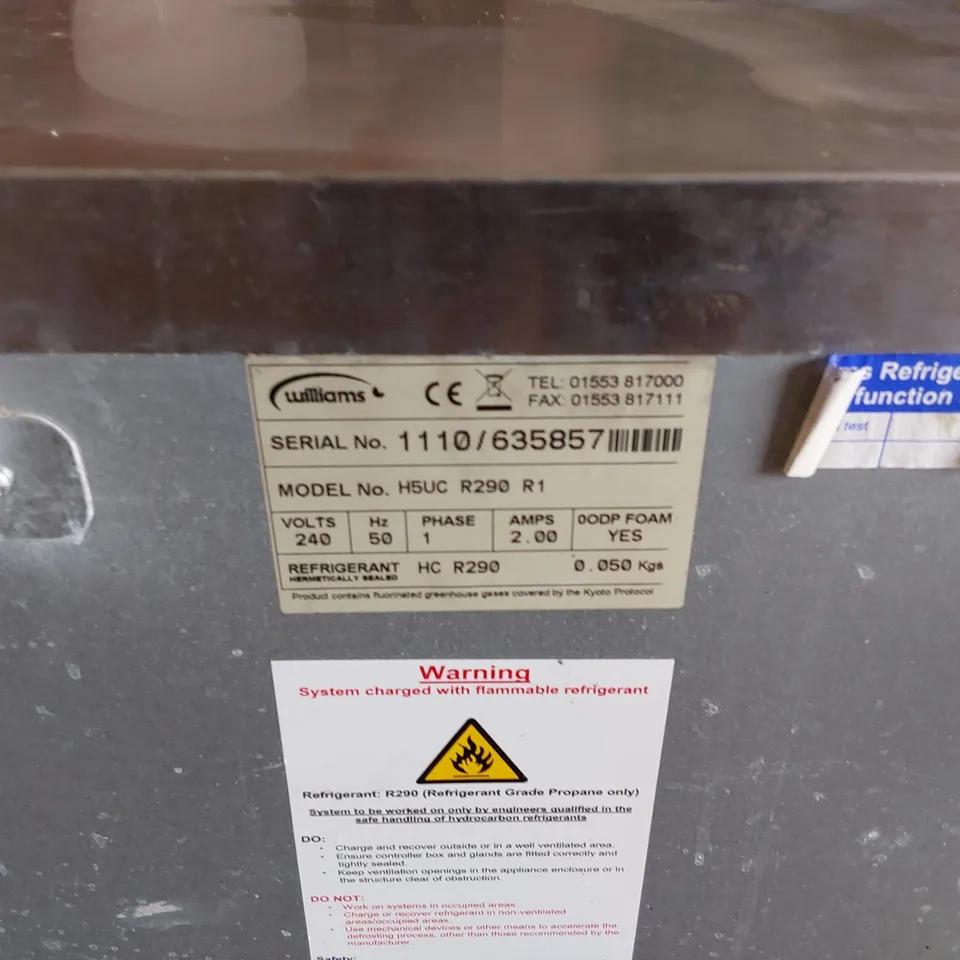 williams CE TEL: 01553 817000
FAX: 01553 817111
SERIAL No. 1110/635857
MODEL No. H5UC R290 R1
VOLTS Hz PHASE AMPS 0ODP FOAM
240 50 1 2.00 YES
REFRIGERANT HC R290 0.050 Kgs
HERMETICALLY SEALED
Product contains fluorinated greenhouse gases covered by the Kyoto Protocol
s Refrige
function
test
Warning
System charged with flammable refrigerant
Refrigerant: R290 (Refrigerant Grade Propane only)
System to be worked on only by engineers qualified in the
safe handling of hydrocarbon refrigerants
DO:
• Charge and recover outside or in a well ventilated area.
• Ensure controller box and glands are fitted correctly and
tightly sealed.
• Keep ventilation openings in the appliance enclosure or in
the structure clear of obstruction.
DO NOT:
• Work on systems in occupied areas.
• Charge or recover refrigerant in non-ventilated
areas/occupied areas.
• Use mechanical devices or other means to accelerate the
defrosting process, other than those recommended by the
manufacturer.
Safety: